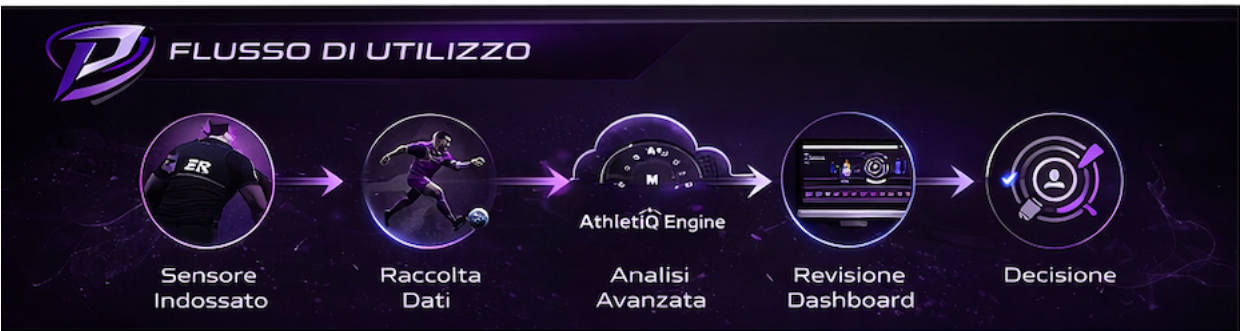 FLUSSO DI UTILIZZO
ER
M
AthletiQ Engine
Sensore
Indossato
Raccolta
Dati
Analisi
Avanzata
Revisione
Dashboard
Decisione